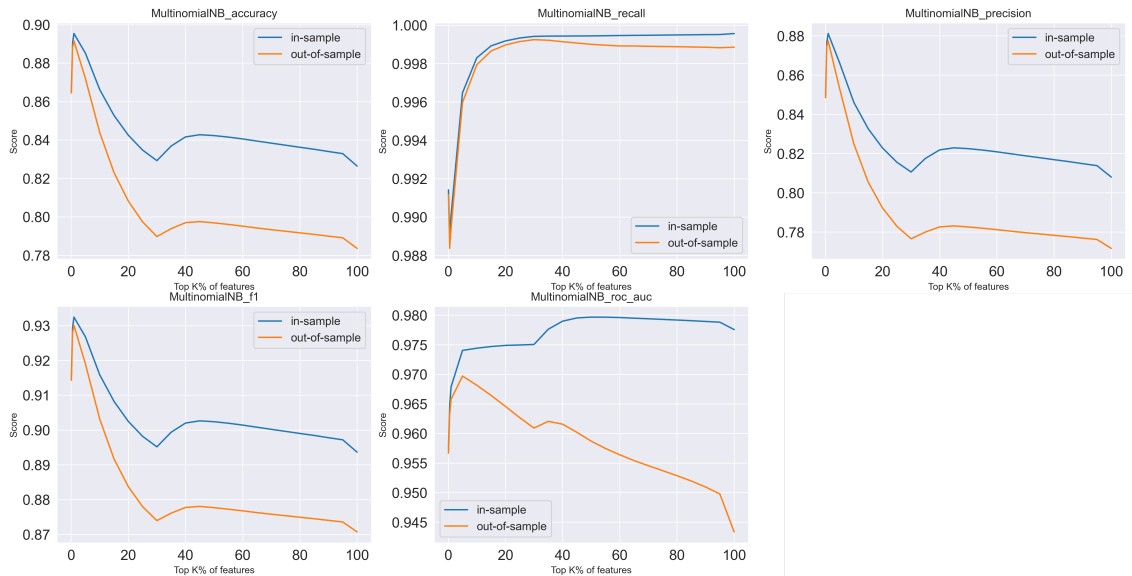 MultinomialNB_accuracy
0.90
0.88
0.86
0.84
0.82
0.80
0.78
Score
in-sample
out-of-sample
0 20 40 60 80 100
Top K% of features
MultinomialNB_recall
1.000
0.998
0.996
0.994
0.992
0.990
0.988
Score
in-sample
out-of-sample
0 20 40 60 80 100
Top K% of features
MultinomialNB_precision
0.88
0.86
0.84
0.82
0.80
0.78
Score
in-sample
out-of-sample
0 20 40 60 80 100
Top K% of features
MultinomialNB_f1
0.93
0.92
0.91
0.90
0.89
0.88
0.87
Score
in-sample
out-of-sample
0 20 40 60 80 100
Top K% of features
MultinomialNB_roc_auc
0.980
0.975
0.970
0.965
0.960
0.955
0.950
0.945
Score
in-sample
out-of-sample
0 20 40 60 80 100
Top K% of features